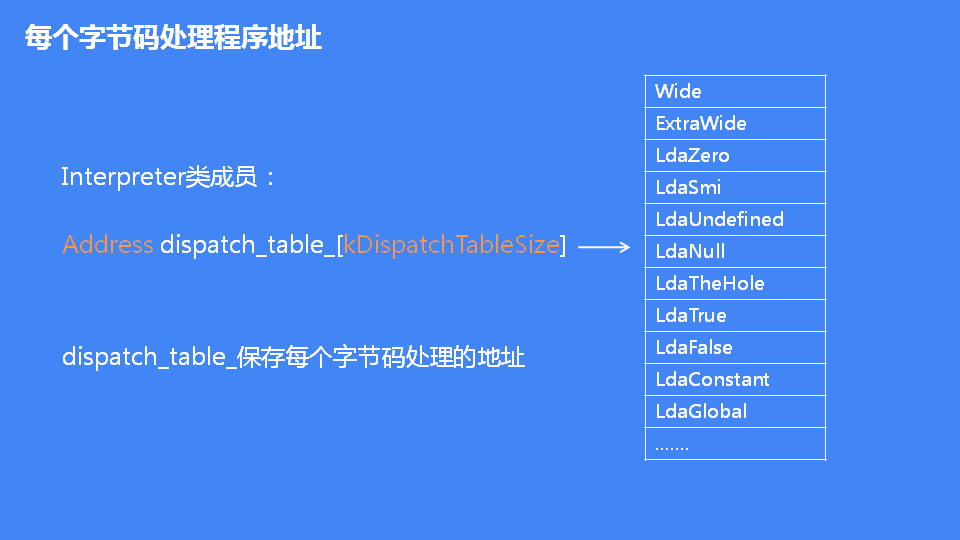 每个字节码处理程序地址
Interpreter类成员：
Address dispatch_table_[kDispatchTableSize]
dispatch_table_保存每个字节码处理的地址
Wide
ExtraWide
LdaZero
LdaSmi
LdaUndefined
LdaNull
LdaTheHole
LdaTrue
LdaFalse
LdaConstant
LdaGlobal
.......